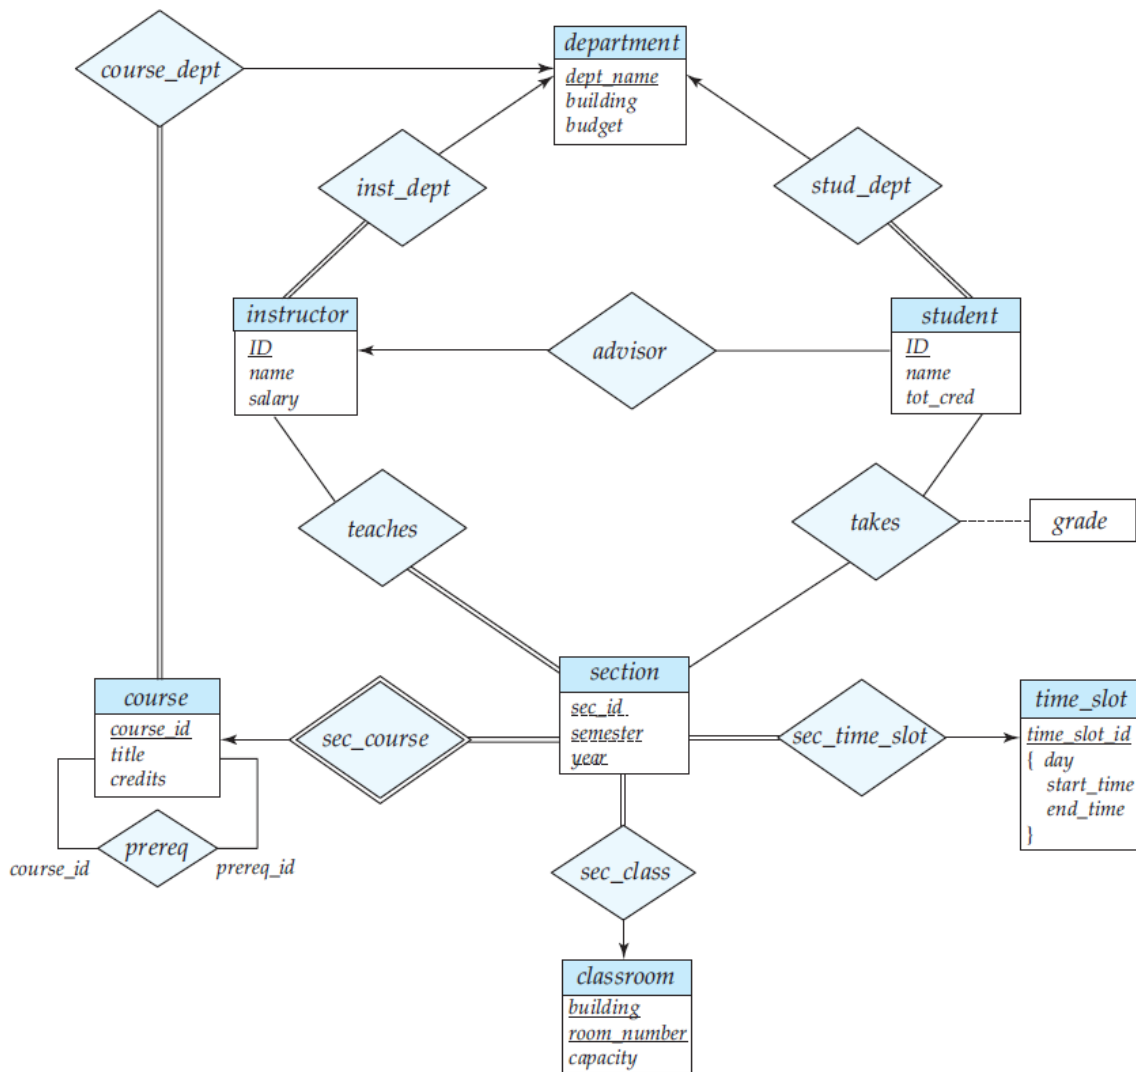 department
course_dept
dept_name
building
budget
inst_dept
stud_dept
instructor
ID
name
salary
advisor
student
ID
name
tot_cred
teaches
takes
grade
course
course_id
title
credits
sec_course
section
sec_id
semester
year
sec_time_slot
time_slot
time_slot_id
{ day
start_time
end_time
}
prereq
course_id
prereq_id
sec_class
classroom
building
room_number
capacity